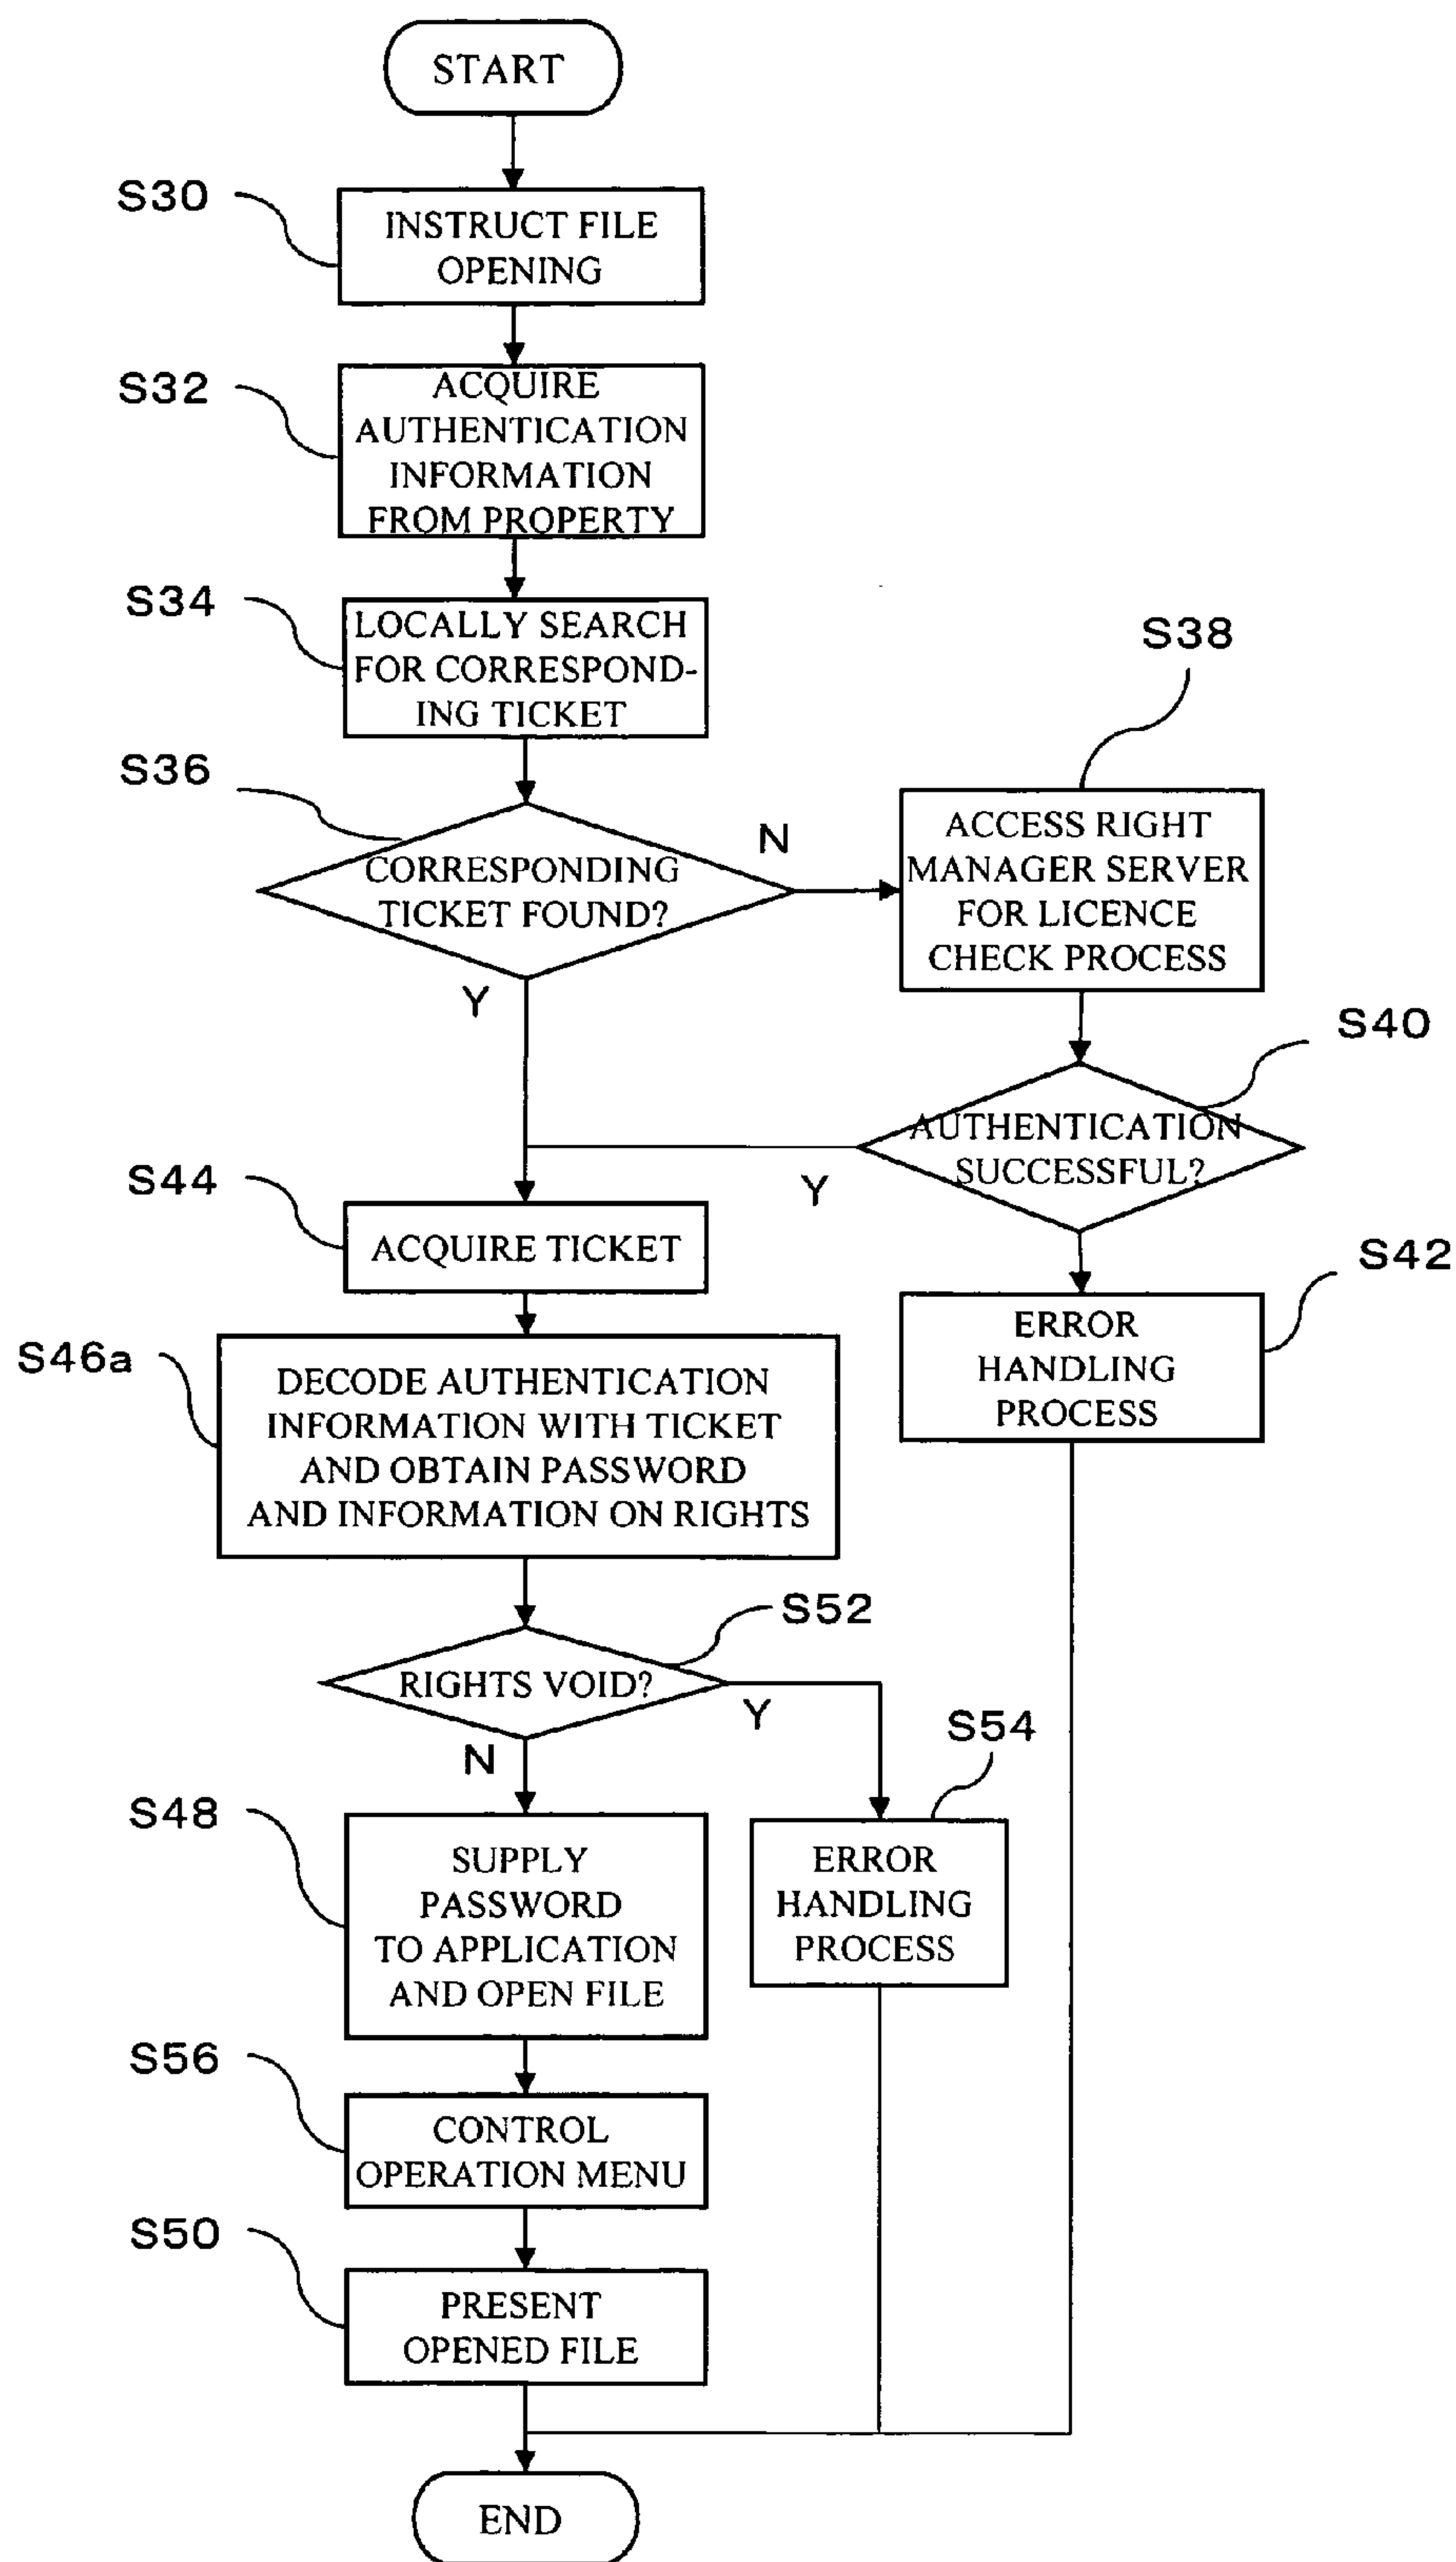 START
S30
INSTRUCT FILE
OPENING
S32
ACQUIRE
AUTHENTICATION
INFORMATION
FROM PROPERTY
S34
LOCALLY SEARCH
FOR CORRESPOND-
ING TICKET
S36
CORRESPONDING
TICKET FOUND?
N
Y
S38
ACCESS RIGHT
MANAGER SERVER
FOR LICENCE
CHECK PROCESS
S40
AUTHENTICATION
SUCCESSFUL?
Y
S42
ERROR
HANDLING
PROCESS
S44
ACQUIRE TICKET
S46a
DECODE AUTHENTICATION
INFORMATION WITH TICKET
AND OBTAIN PASSWORD
AND INFORMATION ON RIGHTS
S52
RIGHTS VOID?
Y
N
S54
ERROR
HANDLING
PROCESS
S48
SUPPLY
PASSWORD
TO APPLICATION
AND OPEN FILE
S56
CONTROL
OPERATION MENU
S50
PRESENT
OPENED FILE
END